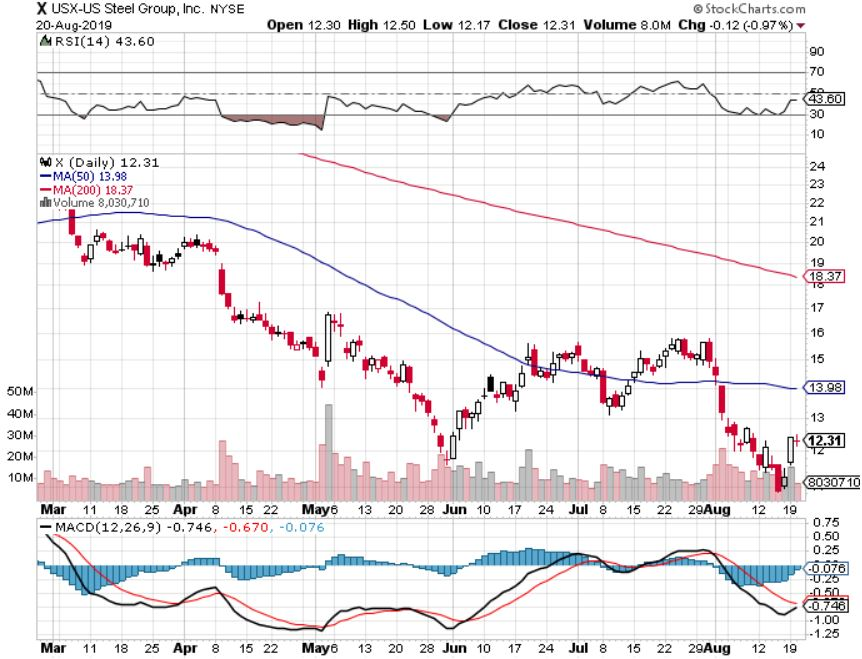 X USX-US Steel Group, Inc. NYSE
© StockCharts.com
20-Aug-2019
Open 12.30 High 12.50 Low 12.17 Close 12.31 Volume 8.0M Chg -0.12 (-0.97%)
RSI(14) 43.60
90
70
50
43.60
30
10
X (Daily) 12.31
MA(50) 13.98
MA(200) 18.37
Volume 8,030,710
24
23
22
21
20
19
18.37
18
17
16
15
13.98
13
12.31
12
8030710
50M
40M
30M
20M
10M
Mar 11 18 25 Apr 8 15 22 May 6 13 20 28 Jun 10 17 24 Jul 8 15 22 29 Aug 12 19
MACD(12,26,9) -0.746, -0.670, -0.076
0.75
0.50
0.25
-0.076
-0.25
-0.50
-0.746
-1.00
-1.25
Mar 11 18 25 Apr 8 15 22 May 6 13 20 28 Jun 10 17 24 Jul 8 15 22 29 Aug 12 19